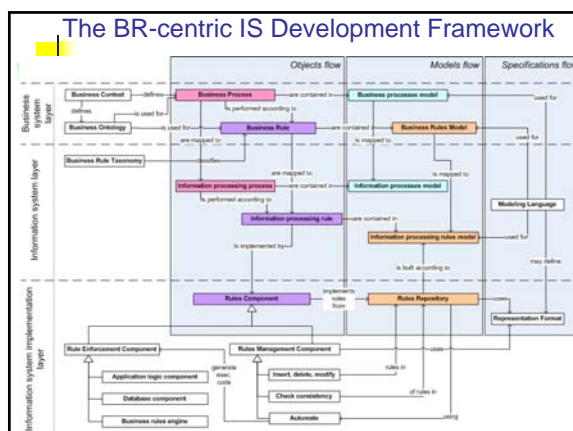 The BR-centric IS Development Framework
Objects flow
Models flow
Specifications flow
Business system layer
Business Context
defines
Business Process
are contained in
Business processes model
used for
defines
is used for
is performed according to
Business Ontology
is used for
Business Rule
are contained in
Business Rules Model
used for
are mapped to
is mapped to
Information system layer
Business Rule Taxonomy
classifies
are mapped to
is mapped to
Information processing process
are contained in
Information processes model
is performed according to
Modeling Language
Information processing rule
are contained in
Information processing rules model
used for
Is implemented by
is built according to
may refine
Information system implementation layer
Rules Component
implements rules from
Rules Repository
uses
Representation Format
Rule Enforcement Component
Rules Management Component
uses
Application logic component
generate exec. code
Insert, delete, modify
rules in
Database component
Check consistency
of rules in
Business rules engine
Automate
using